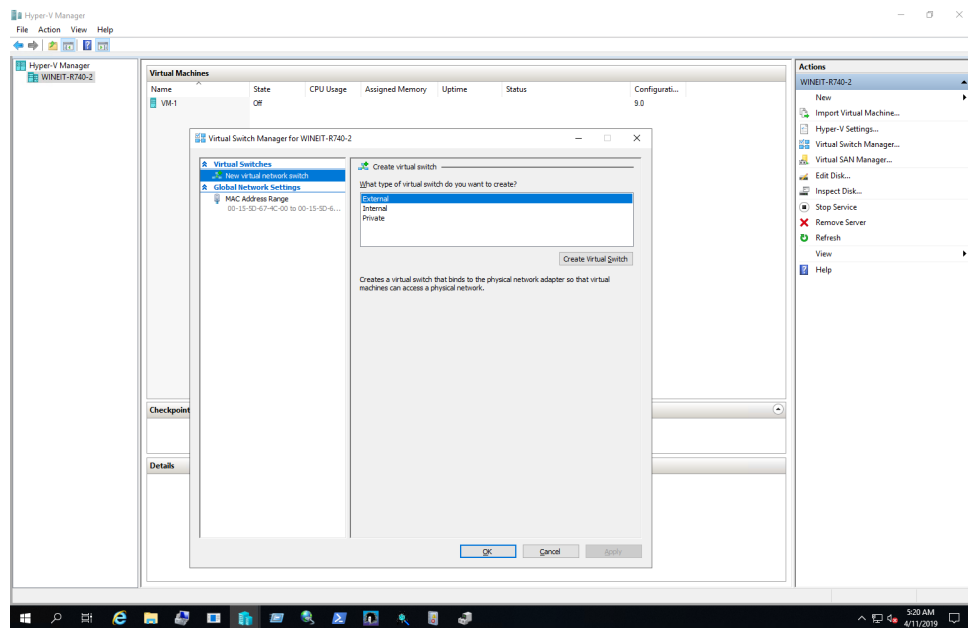 Hyper-V Manager
File Action View Help
Hyper-V Manager
WINEIT-R740-2
Virtual Machines
Name State CPU Usage Assigned Memory Uptime Status Configurati...
VM-1 Off 9.0
Virtual Switch Manager for WINEIT-R740-2
Virtual Switches
New virtual network switch
Global Network Settings
MAC Address Range
00-15-5D-67-4C-00 to 00-15-5D-6...
Create virtual switch
What type of virtual switch do you want to create?
External
Internal
Private
Create Virtual Switch
Creates a virtual switch that binds to the physical network adapter so that virtual
machines can access a physical network.
OK Cancel Apply
Checkpoint
Details
Actions
WINEIT-R740-2
New
Import Virtual Machine...
Hyper-V Settings...
Virtual Switch Manager...
Virtual SAN Manager...
Edit Disk...
Inspect Disk...
Stop Service
Remove Server
Refresh
View
Help
5:20 AM
4/11/2019